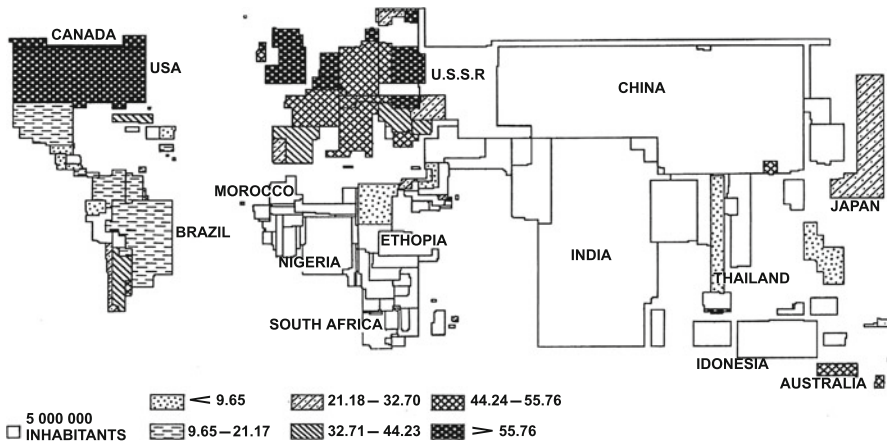 CANADA
USA
U.S.S.R
CHINA
MOROCCO
JAPAN
BRAZIL
ETHOPIA
INDIA
NIGERIA
THAILAND
SOUTH AFRICA
IDONESIA
AUSTRALIA
< 9.65
21.18 — 32.70
44.24 — 55.76
5 000 000
INHABITANTS
9.65 — 21.17
32.71 — 44.23
> 55.76